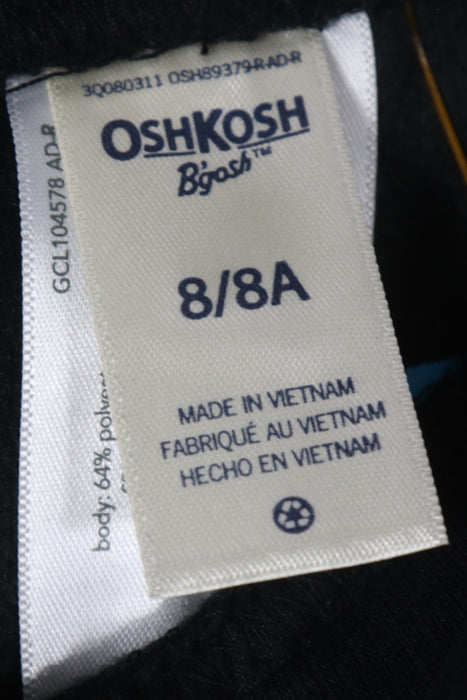 3Q080311 OSH89379-R-AD-R
OSHKOSH
B'gosh™
8/8A
MADE IN VIETNAM
FABRIQUÉ AU VIETNAM
HECHO EN VIETNAM
GCL104578 AD-R
body: 64%